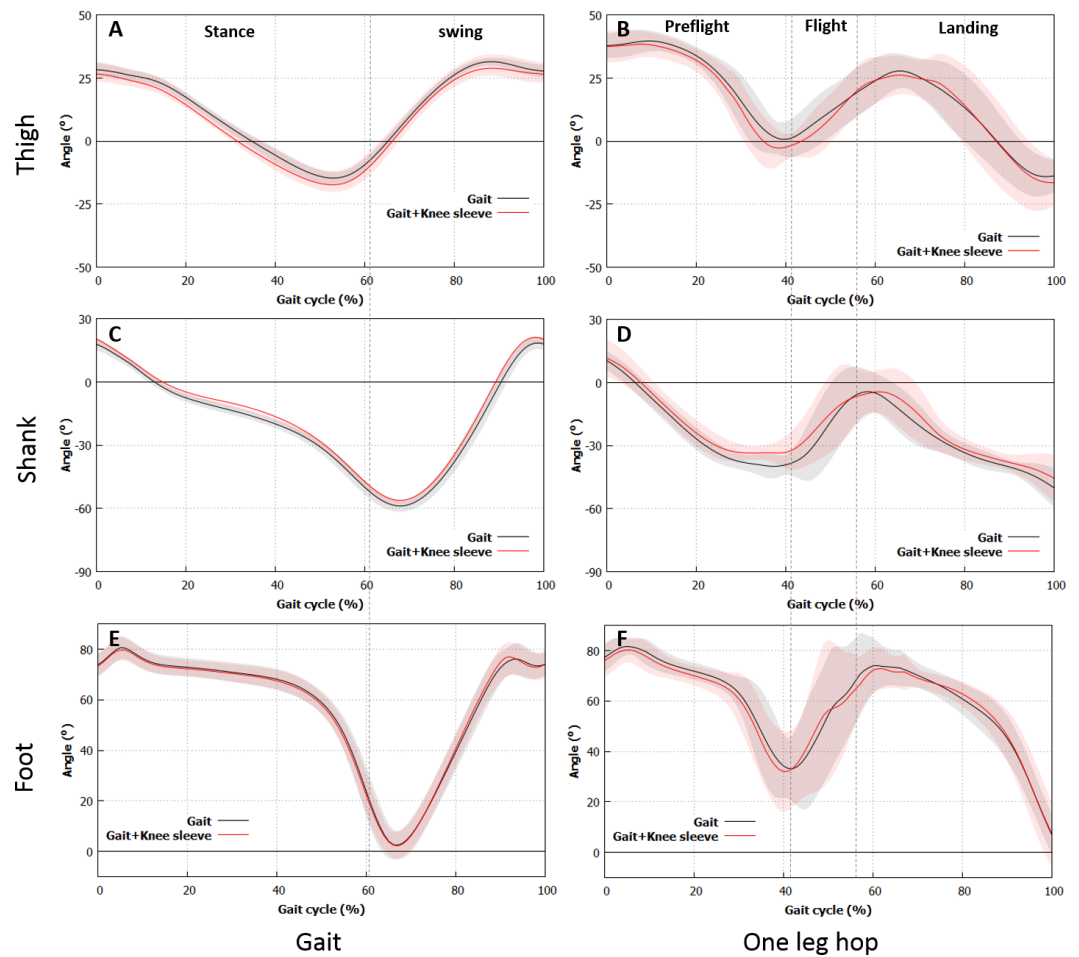 A
Stance
swing
50
25
0
-25
-50
Angle (º)
Thigh
Gait
Gait+Knee sleeve
0
20
40
60
80
100
Gait cycle (%)
B
Preflight
Flight
Landing
50
25
0
-25
-50
Angle (º)
Gait
Gait+Knee sleeve
0
20
40
60
80
100
Gait cycle (%)
C
30
0
-30
-60
-90
Angle (º)
Shank
Gait
Gait+Knee sleeve
0
20
40
60
80
100
Gait cycle (%)
D
30
0
-30
-60
-90
Angle (º)
Gait
Gait+Knee sleeve
0
20
40
60
80
100
Gait cycle (%)
E
80
60
40
20
0
Angle (º)
Foot
Gait
Gait+Knee sleeve
0
20
40
60
80
100
Gait cycle (%)
F
80
60
40
20
0
Angle (º)
Gait
Gait+Knee sleeve
0
20
40
60
80
100
Gait cycle (%)
Gait
One leg hop